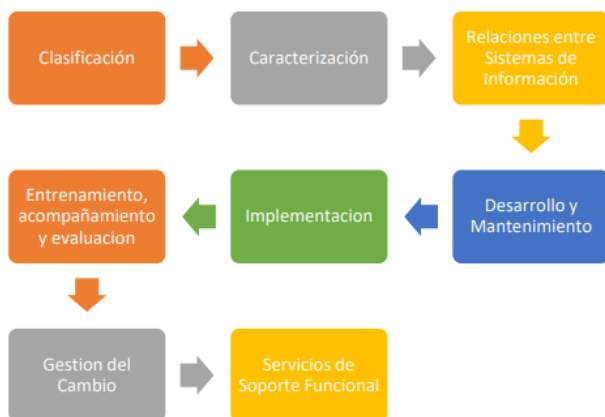 Clasificación
Caracterización
Relaciones entre
Sistemas de
Información
Entrenamiento,
acompañamiento
y evaluacion
Implementacion
Desarrollo y
Mantenimiento
Gestion del
Cambio
Servicios de
Soporte Funcional